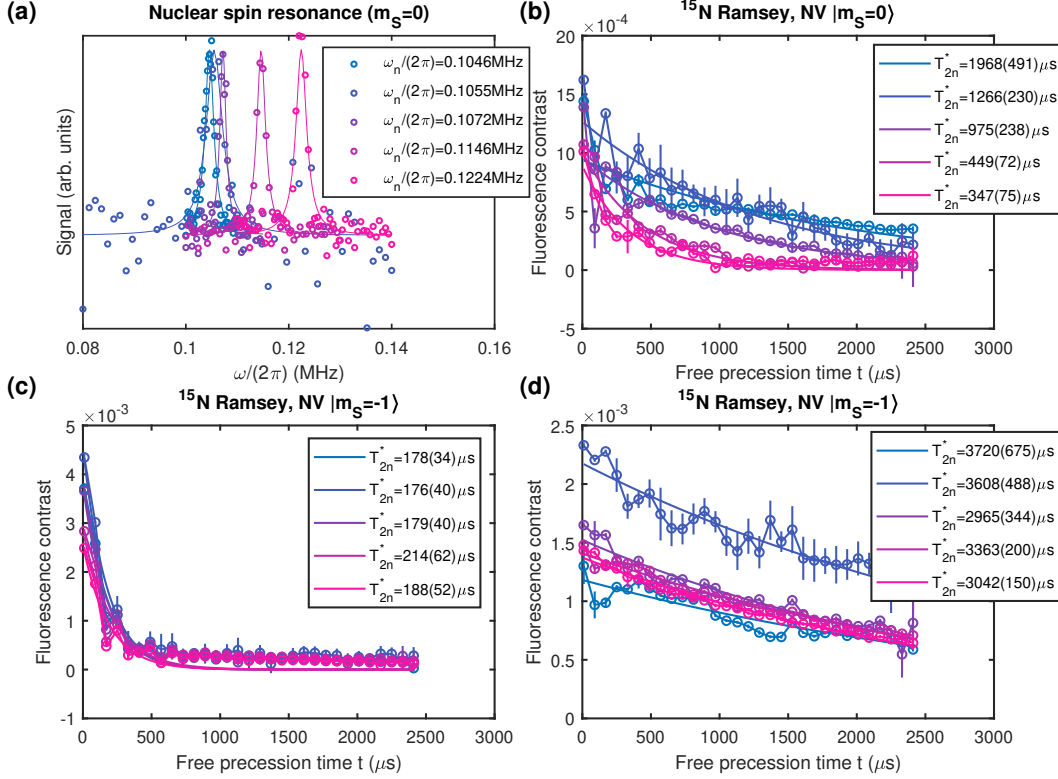 (a)
Nuclear spin resonance (m_S=0)
Signal (arb. units)
ω_n/(2π)=0.1046MHz
ω_n/(2π)=0.1055MHz
ω_n/(2π)=0.1072MHz
ω_n/(2π)=0.1146MHz
ω_n/(2π)=0.1224MHz
0.08 0.1 0.12 0.14 0.16
ω/(2π) (MHz)
(b)
¹⁵N Ramsey, NV |m_S=0⟩
×10⁻⁴
20
15
10
5
0
-5
Fluorescence contrast
T*_2n=1968(491)μs
T*_2n=1266(230)μs
T*_2n=975(238)μs
T*_2n=449(72)μs
T*_2n=347(75)μs
0 500 1000 1500 2000 2500 3000
Free precession time t (μs)
(c)
¹⁵N Ramsey, NV |m_S=-1⟩
×10⁻³
5
4
3
2
1
0
-1
Fluorescence contrast
T*_2n=178(34)μs
T*_2n=176(40)μs
T*_2n=179(40)μs
T*_2n=214(62)μs
T*_2n=188(52)μs
0 500 1000 1500 2000 2500 3000
Free precession time t (μs)
(d)
¹⁵N Ramsey, NV |m_S=-1⟩
×10⁻³
2.5
2
1.5
1
0.5
0
Fluorescence contrast
T*_2n=3720(675)μs
T*_2n=3608(488)μs
T*_2n=2965(344)μs
T*_2n=3363(200)μs
T*_2n=3042(150)μs
0 500 1000 1500 2000 2500 3000
Free precession time t (μs)